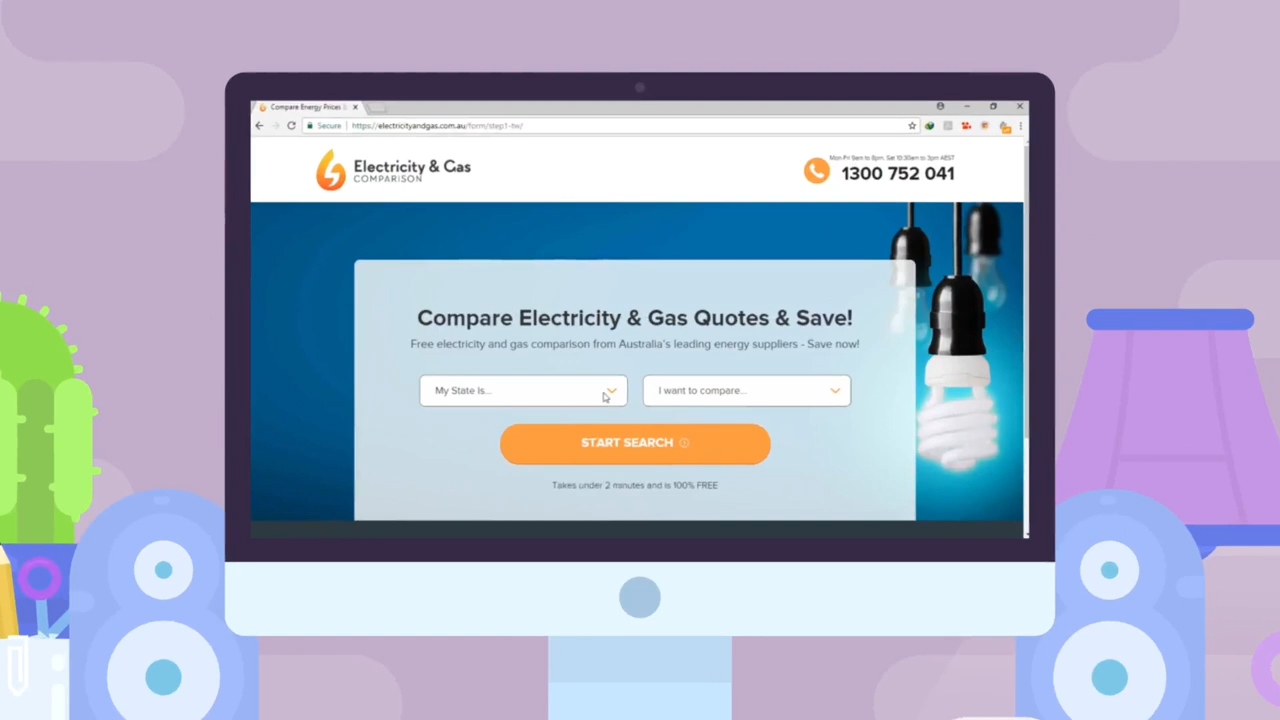 Compare Energy Prices &
Secure
https://electricityandgas.com.au/form/step1-tw/
Electricity & Gas
COMPARISON
Mon-Fri 9am to 8pm, Sat 10:30am to 3pm AEST
1300 752 041
Compare Electricity & Gas Quotes & Save!
Free electricity and gas comparison from Australia's leading energy suppliers - Save now!
My State Is...
I want to compare...
START SEARCH
Takes under 2 minutes and is 100% FREE